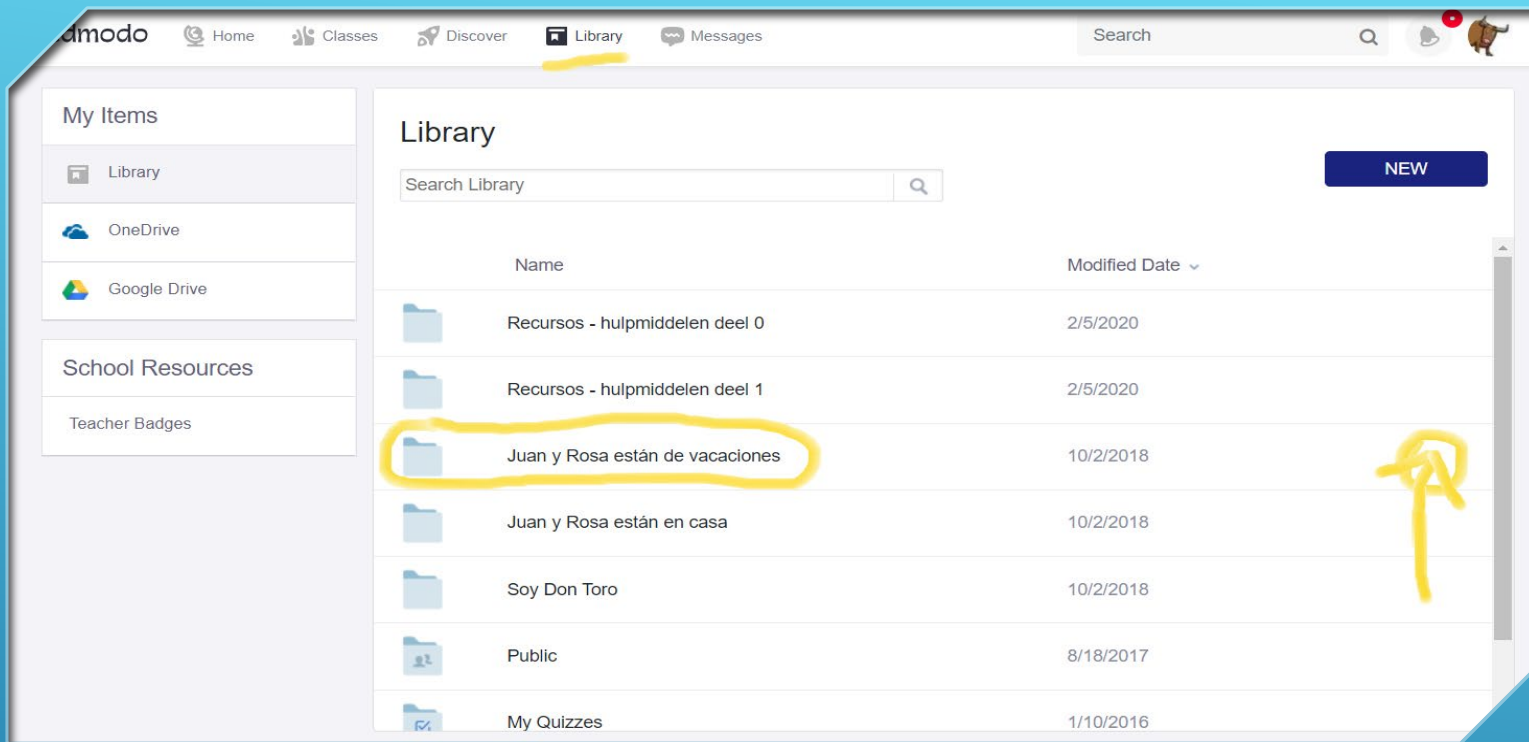 dmodo Home Classes Discover Library Messages Search
My Items
Library
OneDrive
Google Drive
School Resources
Teacher Badges
Library
Search Library
NEW
Name Modified Date
Recursos - hulpmiddelen deel 0 2/5/2020
Recursos - hulpmiddelen deel 1 2/5/2020
Juan y Rosa están de vacaciones 10/2/2018
Juan y Rosa están en casa 10/2/2018
Soy Don Toro 10/2/2018
Public 8/18/2017
My Quizzes 1/10/2016